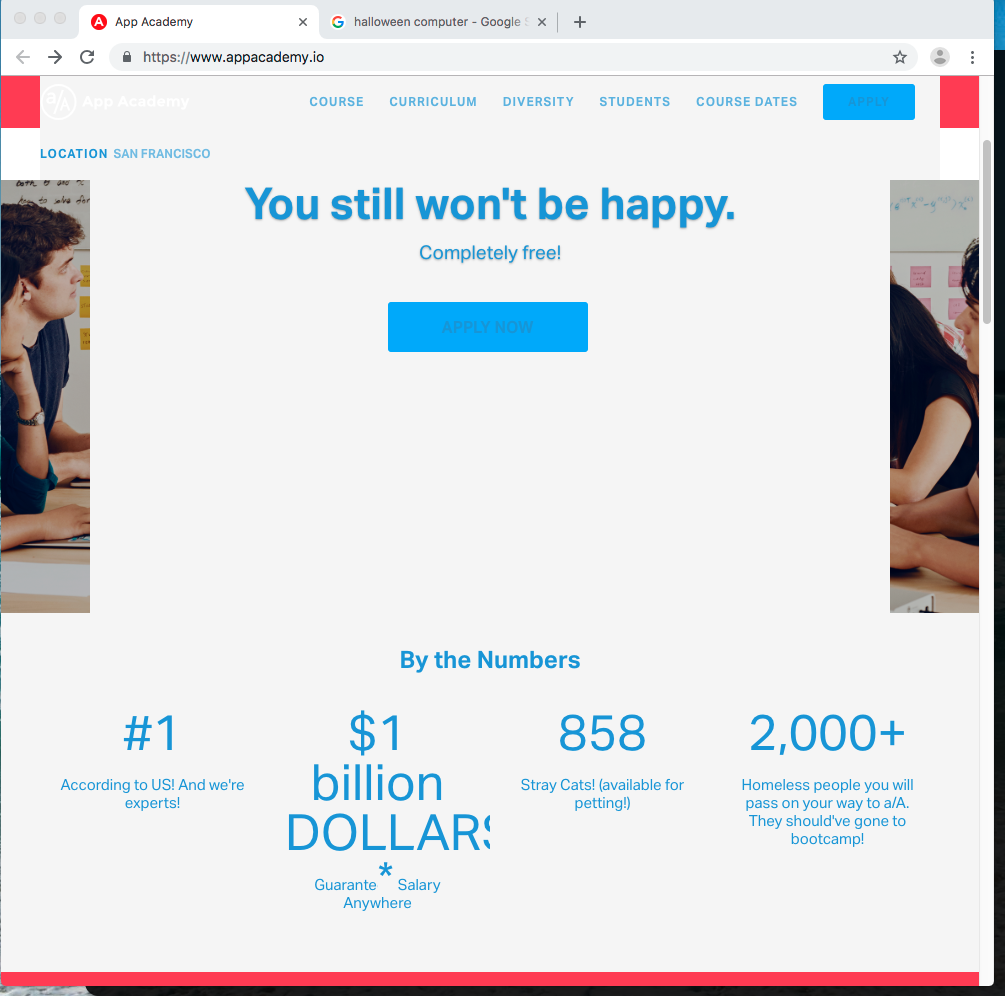 App Academy
halloween computer - Google S
https://www.appacademy.io
a/A App Academy
COURSE CURRICULUM DIVERSITY STUDENTS COURSE DATES APPLY
LOCATION SAN FRANCISCO
You still won't be happy.
Completely free!
APPLY NOW
By the Numbers
#1
According to US! And we're
experts!
$1
billion
DOLLARS
*
Guarante Salary
Anywhere
858
Stray Cats! (available for
petting!)
2,000+
Homeless people you will
pass on your way to a/A.
They should've gone to
bootcamp!